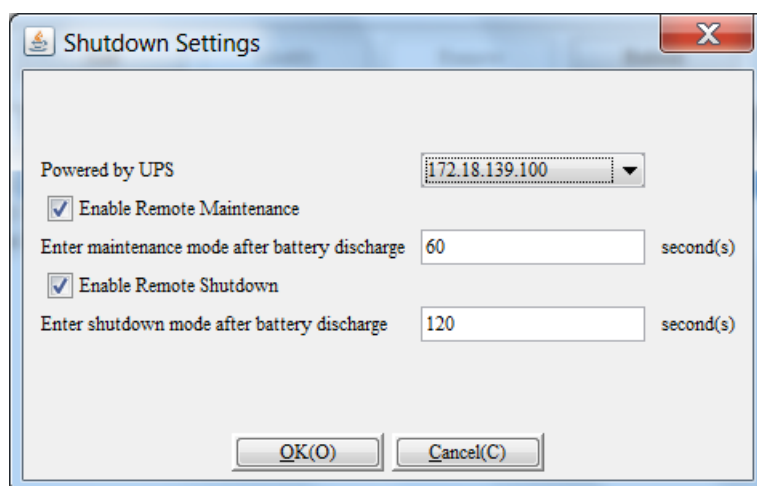 Shutdown Settings
Powered by UPS 172.18.139.100
Enable Remote Maintenance
Enter maintenance mode after battery discharge 60 second(s)
Enable Remote Shutdown
Enter shutdown mode after battery discharge 120 second(s)
OK(O) Cancel(C)